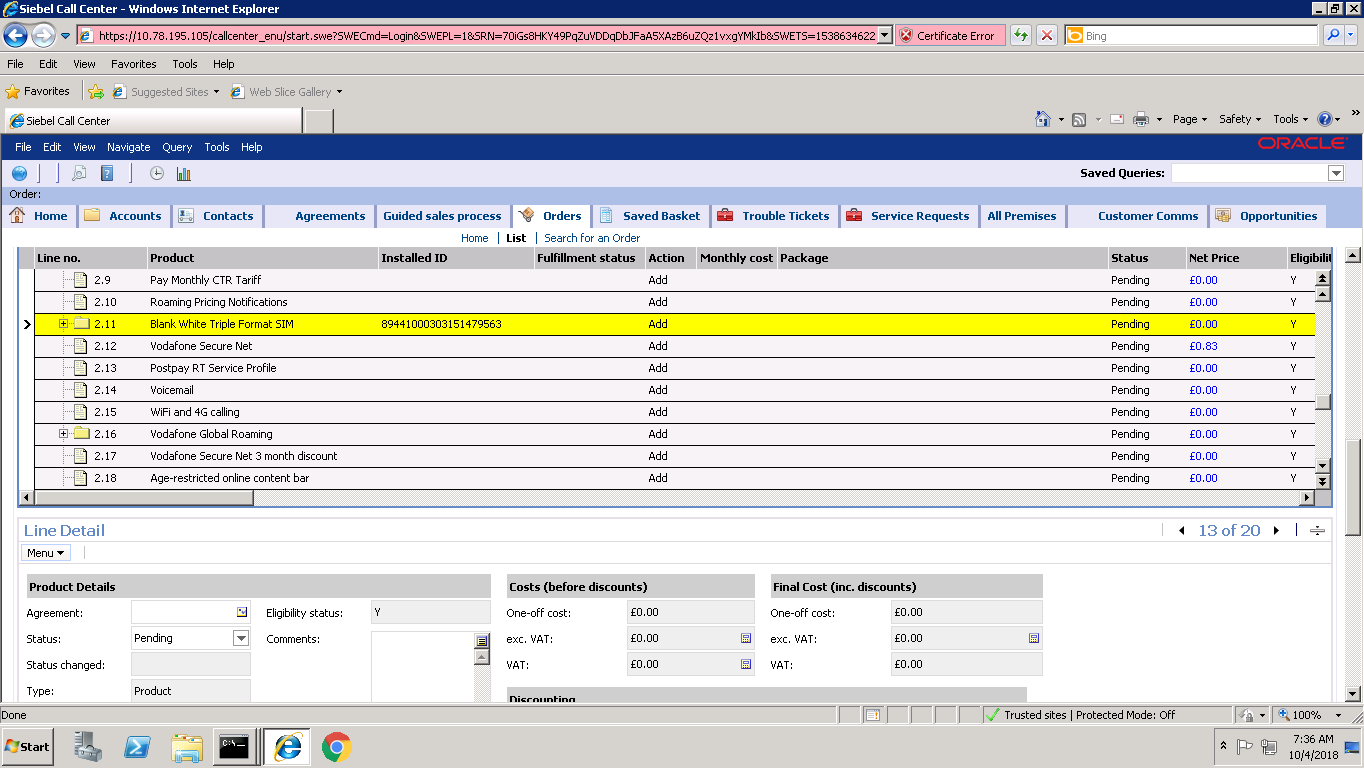 Siebel Call Center - Windows Internet Explorer
https://10.78.195.105/callcenter_enu/start.swe?SWECmd=Login&SWEPL=1&SRN=70iGs8HKY49PqZuVDDqDbJFaA5XAzB6uZQz1vxgYMkIb&SWETS=1538634622 Certificate Error Bing
File Edit View Favorites Tools Help
Favorites Suggested Sites Web Slice Gallery
Siebel Call Center Page Safety Tools »
File Edit View Navigate Query Tools Help ORACLE
Saved Queries:
Order:
Home Accounts Contacts Agreements Guided sales process Orders Saved Basket Trouble Tickets Service Requests All Premises Customer Comms Opportunities
Home List Search for an Order
Line no. Product Installed ID Fulfillment status Action Monthly cost Package Status Net Price Eligibilit
2.9 Pay Monthly CTR Tariff Add Pending £0.00 Y
2.10 Roaming Pricing Notifications Add Pending £0.00 Y
2.11 Blank White Triple Format SIM 89441000303151479563 Add Pending £0.00 Y
2.12 Vodafone Secure Net Add Pending £0.83 Y
2.13 Postpay RT Service Profile Add Pending £0.00 Y
2.14 Voicemail Add Pending £0.00 Y
2.15 WiFi and 4G calling Add Pending £0.00 Y
2.16 Vodafone Global Roaming Add Pending £0.00 Y
2.17 Vodafone Secure Net 3 month discount Add Pending £0.00 Y
2.18 Age-restricted online content bar Add Pending £0.00 Y
Line Detail 13 of 20
Menu
Product Details Costs (before discounts) Final Cost (inc. discounts)
Agreement: Eligibility status: Y One-off cost: £0.00 One-off cost: £0.00
Status: Pending Comments: exc. VAT: £0.00 exc. VAT: £0.00
Status changed: VAT: £0.00 VAT: £0.00
Type: Product Discounting
Done Trusted sites | Protected Mode: Off 100%
Start 7:36 AM
10/4/2018